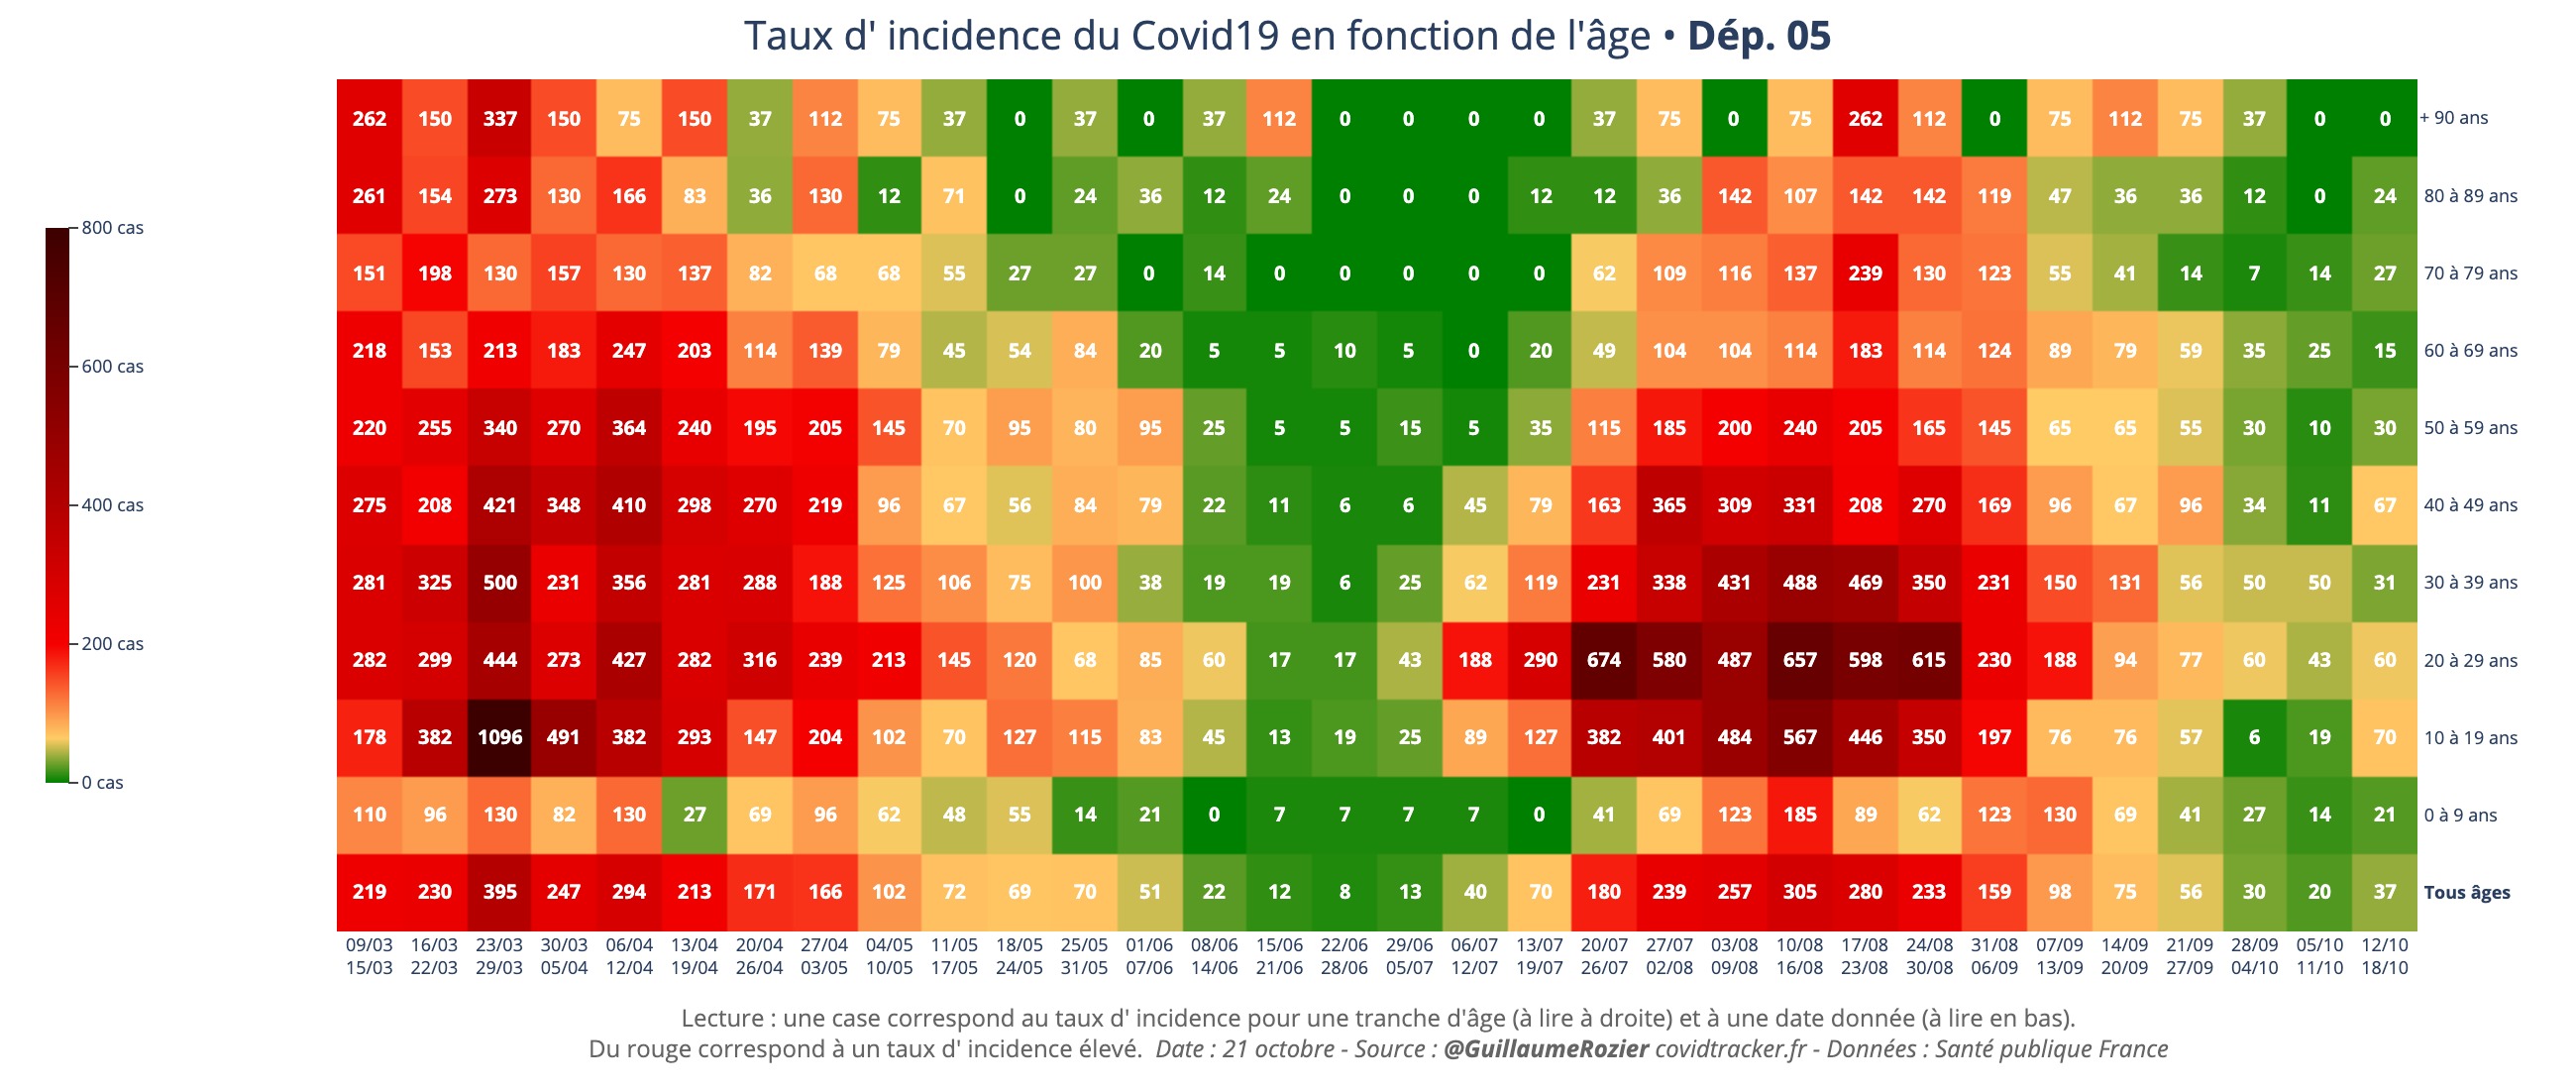 Taux d' incidence du Covid19 en fonction de l'âge • Dép. 05
262 150 337 150 75 150 37 112 75 37 0 37 0 37 112 0 0 0 0 37 75 0 75 262 112 0 75 112 75 37 0 0 + 90 ans
261 154 273 130 166 83 36 130 12 71 0 24 36 12 24 0 0 0 12 12 36 142 107 142 142 119 47 36 36 12 0 24 80 à 89 ans
151 198 130 157 130 137 82 68 68 55 27 27 0 14 0 0 0 0 0 62 109 116 137 239 130 123 55 41 14 7 14 27 70 à 79 ans
218 153 213 183 247 203 114 139 79 45 54 84 20 5 5 10 5 0 20 49 104 104 114 183 114 124 89 79 59 35 25 15 60 à 69 ans
220 255 340 270 364 240 195 205 145 70 95 80 95 25 5 5 15 5 35 115 185 200 240 205 165 145 65 65 55 30 10 30 50 à 59 ans
275 208 421 348 410 298 270 219 96 67 56 84 79 22 11 6 6 45 79 163 365 309 331 208 270 169 96 67 96 34 11 67 40 à 49 ans
281 325 500 231 356 281 288 188 125 106 75 100 38 19 19 6 25 62 119 231 338 431 488 469 350 231 150 131 56 50 50 31 30 à 39 ans
282 299 444 273 427 282 316 239 213 145 120 68 85 60 17 17 43 188 290 674 580 487 657 598 615 230 188 94 77 60 43 60 20 à 29 ans
178 382 1096 491 382 293 147 204 102 70 127 115 83 45 13 19 25 89 127 382 401 484 567 446 350 197 76 76 57 6 19 70 10 à 19 ans
110 96 130 82 130 27 69 96 62 48 55 14 21 0 7 7 7 7 0 41 69 123 185 89 62 123 130 69 41 27 14 21 0 à 9 ans
219 230 395 247 294 213 171 166 102 72 69 70 51 22 12 8 13 40 70 180 239 257 305 280 233 159 98 75 56 30 20 37 Tous âges
09/03 16/03 23/03 30/03 06/04 13/04 20/04 27/04 04/05 11/05 18/05 25/05 01/06 08/06 15/06 22/06 29/06 06/07 13/07 20/07 27/07 03/08 10/08 17/08 24/08 31/08 07/09 14/09 21/09 28/09 05/10 12/10
15/03 22/03 29/03 05/04 12/04 19/04 26/04 03/05 10/05 17/05 24/05 31/05 07/06 14/06 21/06 28/06 05/07 12/07 19/07 26/07 02/08 09/08 16/08 23/08 30/08 06/09 13/09 20/09 27/09 04/10 11/10 18/10
800 cas
600 cas
400 cas
200 cas
0 cas
Lecture : une case correspond au taux d' incidence pour une tranche d'âge (à lire à droite) et à une date donnée (à lire en bas).
Du rouge correspond à un taux d' incidence élevé. Date : 21 octobre - Source : @GuillaumeRozier covidtracker.fr - Données : Santé publique France